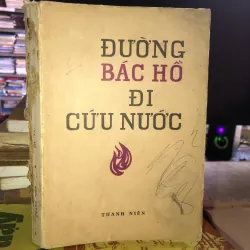 ĐƯỜNG
BÁC HỒ
ĐI
CỨU NƯỚC
THANH NIÊN